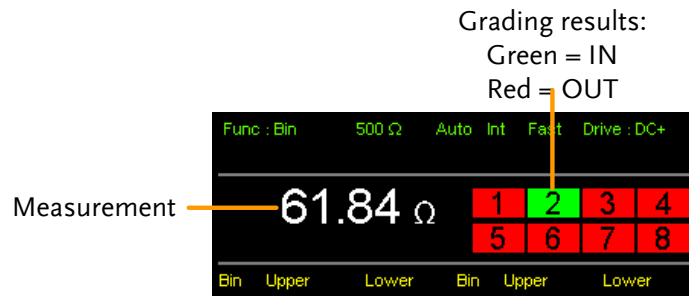 Grading results:
Green = IN
Red = OUT
Func : Bin 500 Ω Auto Int Fast Drive : DC+
Measurement
61.84 Ω
1 2 3 4
5 6 7 8
Bin Upper Lower Bin Upper Lower